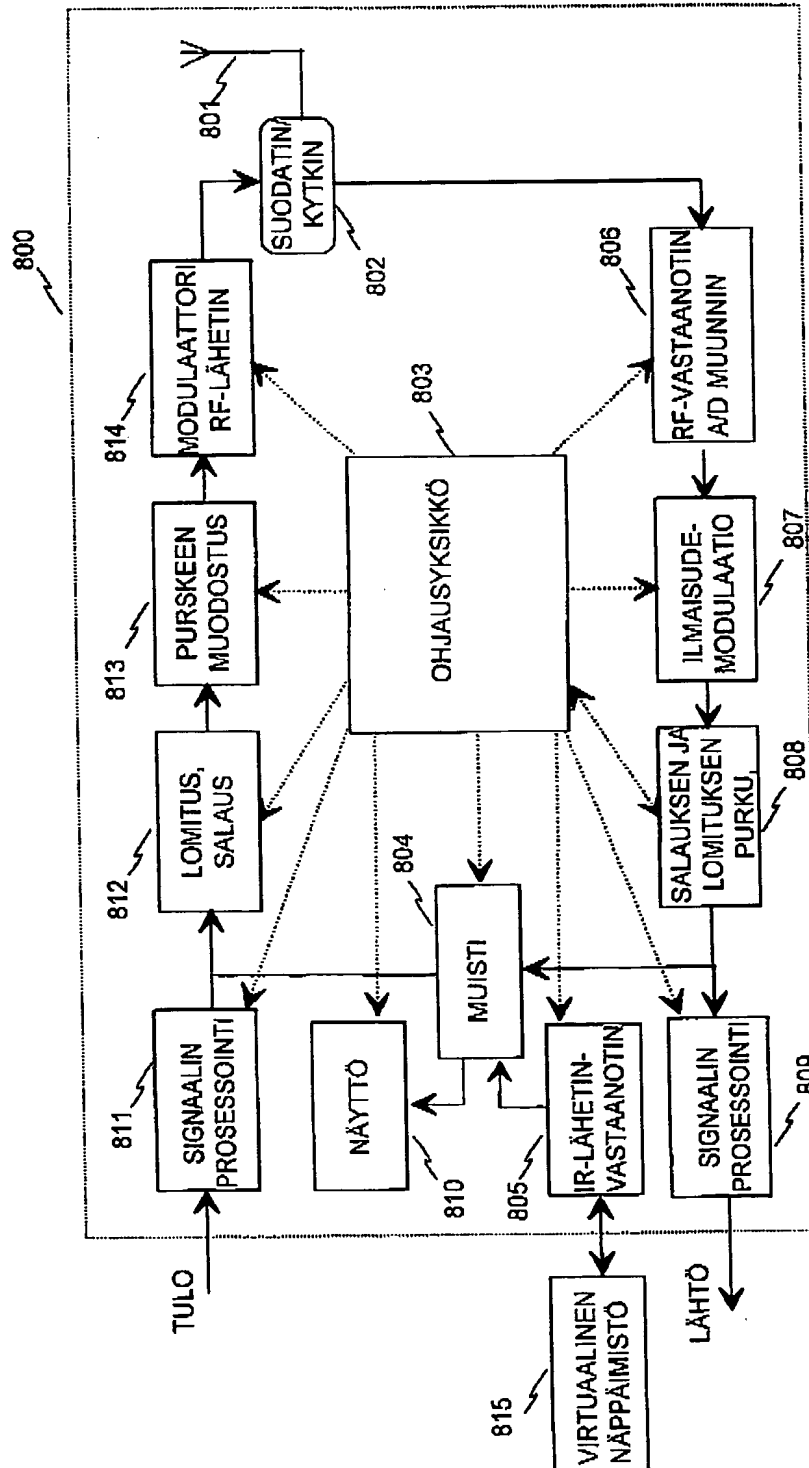 800
TULO
811
SIGNAALIN
PROSESSOINTI
812
LOMITUS,
SALAUS
813
PURSKEEN
MUODOSTUS
814
MODULAATTORI
RF-LÄHETIN
801
SUODATIN/
KYTKIN
802
NÄYTTÖ
810
804
MUISTI
803
OHJAUSYKSIKKÖ
815
VIRTUAALINEN
NÄPPÄIMISTÖ
805
IR-LÄHETIN-
VASTAANOTIN
LÄHTÖ
SIGNAALIN
PROSESSOINTI
809
SALAUKSEN JA
LOMITUKSEN
PURKU,
808
ILMAISUDE-
MODULAATIO
807
RF-VASTAANOTIN
A/D MUUNNIN
806